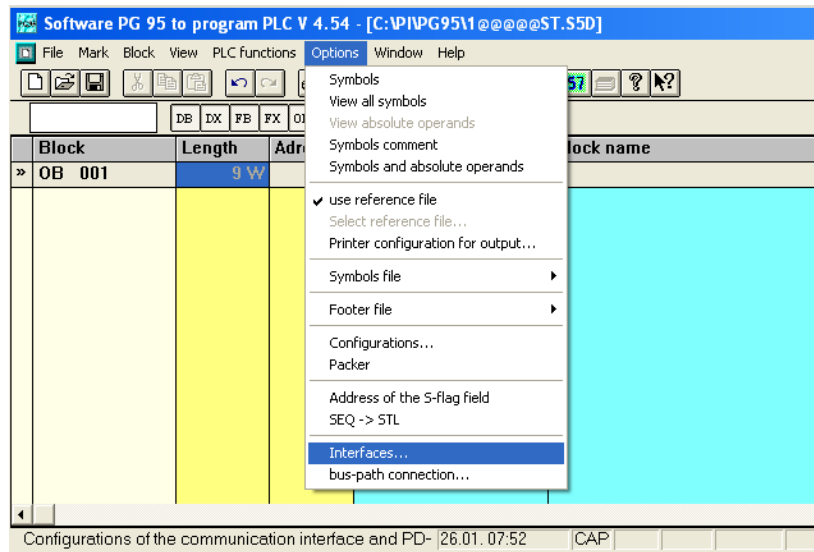 Software PG 95 to program PLC V 4.54 - [C:\PI\PG95\1@@@@@ST.S5D]
File Mark Block View PLC functions Options Window Help
DB DX FB FX
Block Length Adr lock name
» OB 001 9 W
Symbols
View all symbols
View absolute operands
Symbols comment
Symbols and absolute operands
use reference file
Select reference file...
Printer configuration for output...
Symbols file
Footer file
Configurations...
Packer
Address of the S-flag field
SEQ -> STL
Interfaces...
bus-path connection...
Configurations of the communication interface and PD- 26.01. 07:52 CAP